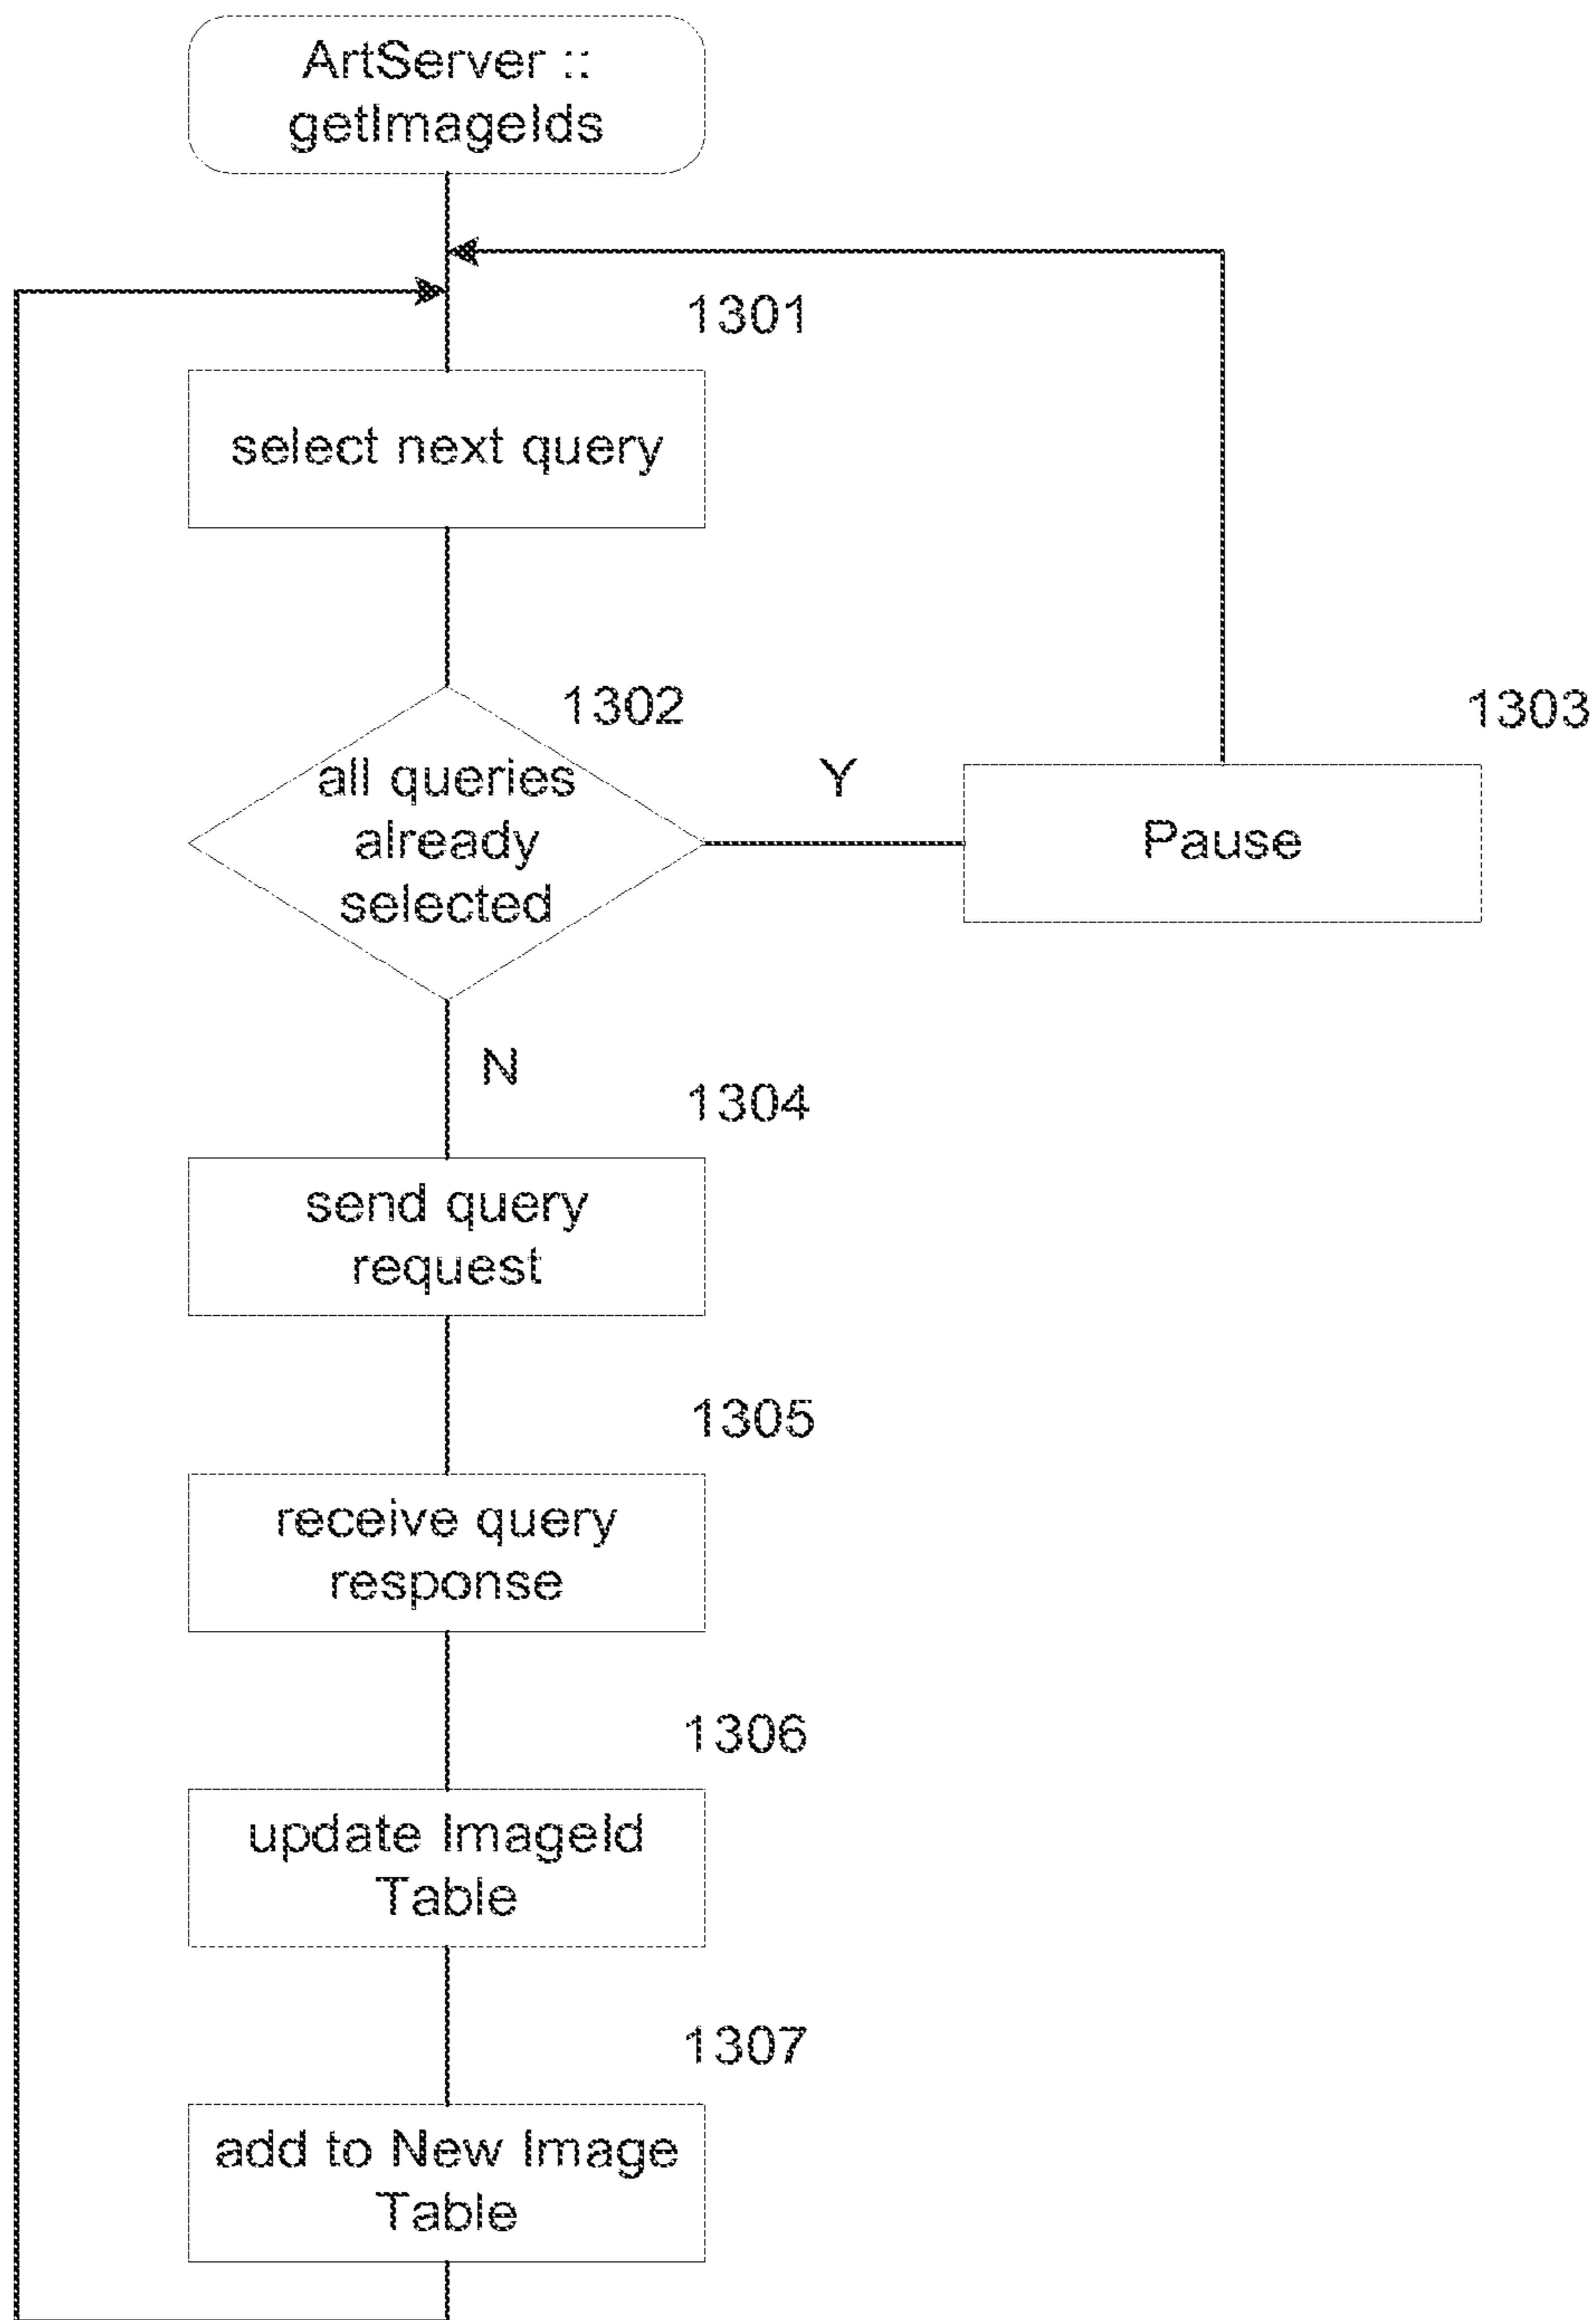 ArtServer ::
getImageIds
1301
select next query
1302
all queries
already
selected
Y
1303
Pause
N
1304
send query
request
1305
receive query
response
1306
update ImageId
Table
1307
add to New Image
Table